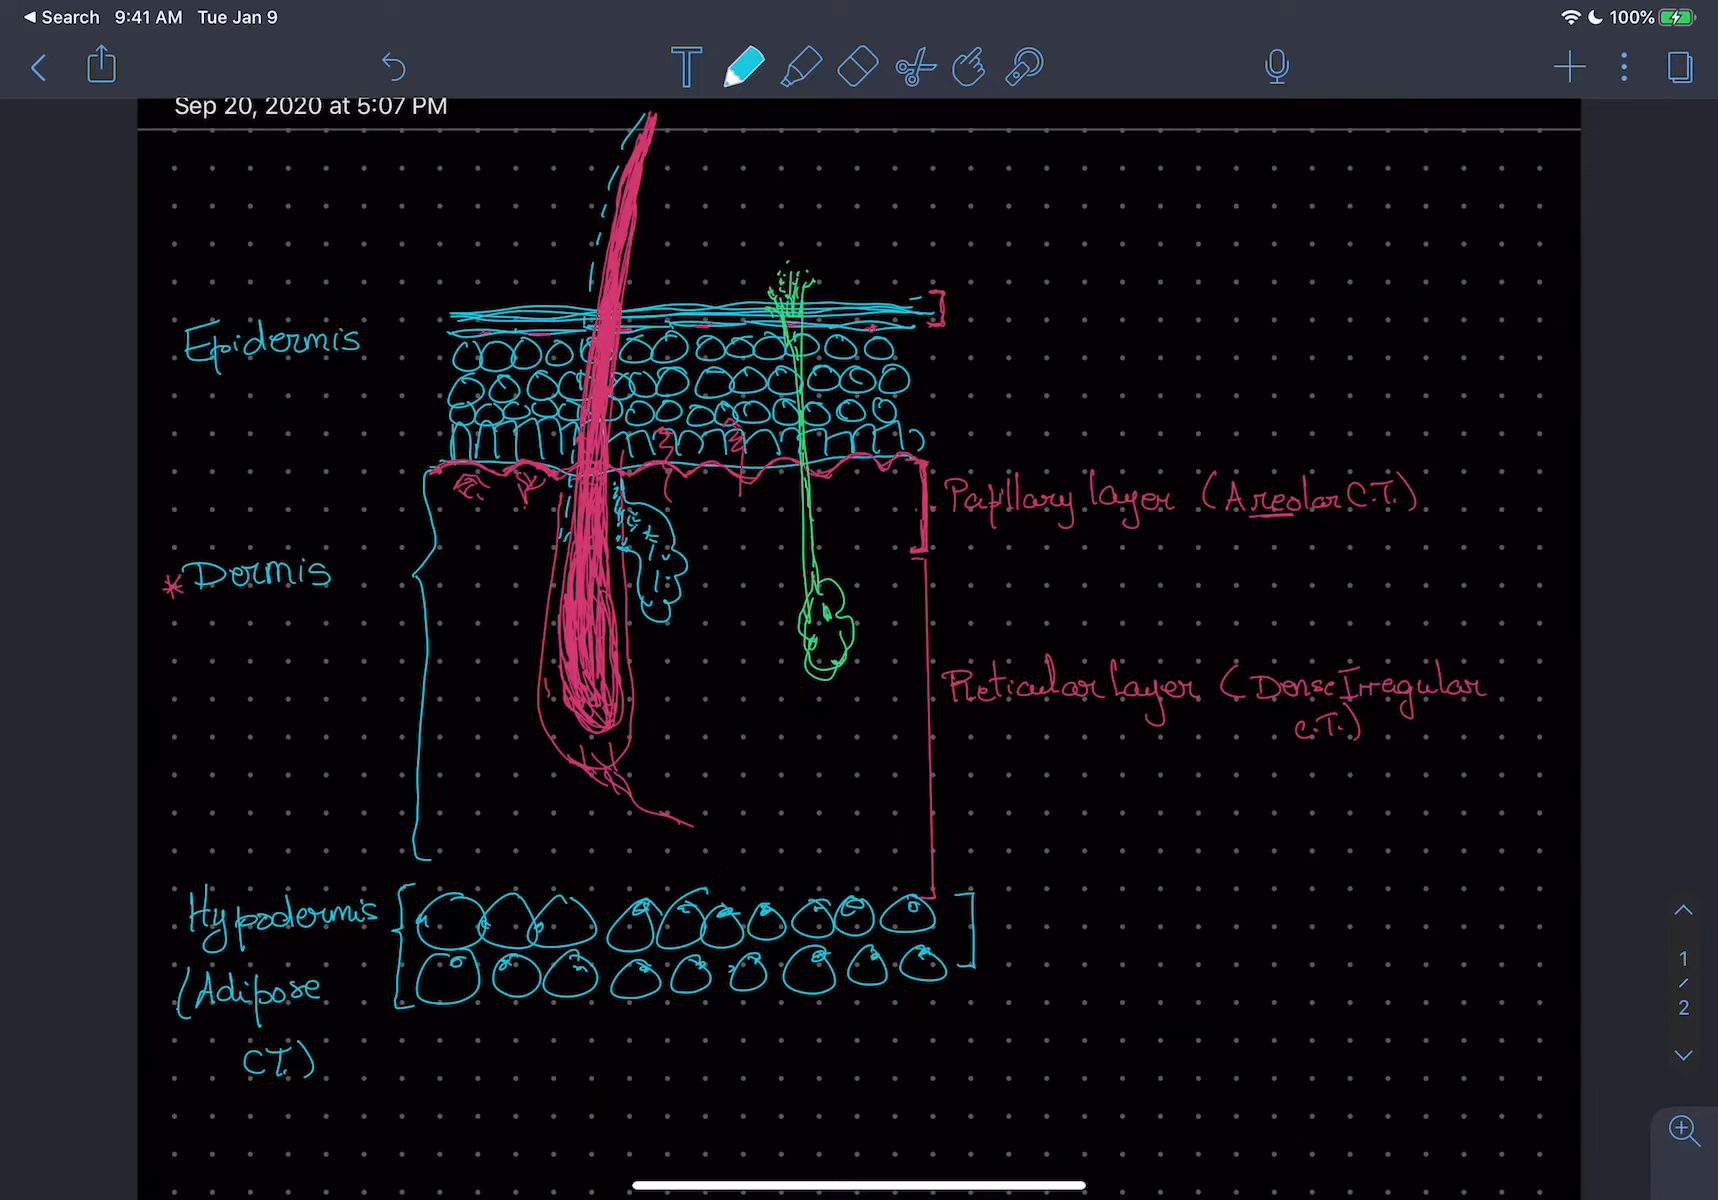 Search 9:41 AM Tue Jan 9 100%
Sep 20, 2020 at 5:07 PM
Epidermis
Papillary layer (Areolar C.T.)
* Dermis
Reticular Layer (Dense Irregular
C.T.)
Hypodermis
(Adipose
CT.)
1
/
2